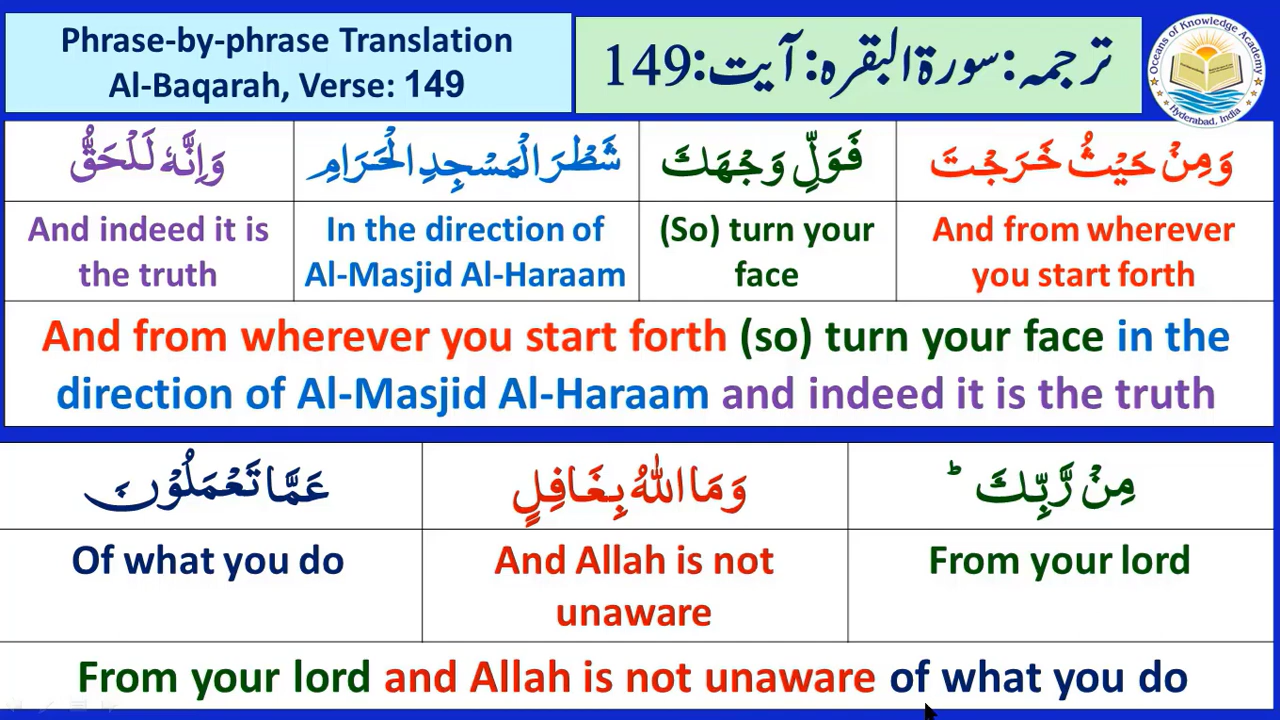 Phrase-by-phrase Translation
Al-Baqarah, Verse: 149
ترجمہ: سورۃ البقرہ: آیت: 149
Oceans of Knowledge Academy
Hyderabad, India
وَمِنْ حَيْثُ خَرَجْتَ
فَوَلِّ وَجْهَكَ
شَطْرَ الْمَسْجِدِ الْحَرَامِ
وَاِنَّهٗ لَلْحَقُّ
And from wherever
you start forth
(So) turn your
face
In the direction of
Al-Masjid Al-Haraam
And indeed it is
the truth
And from wherever you start forth (so) turn your face in the
direction of Al-Masjid Al-Haraam and indeed it is the truth
مِنْ رَّبِّكَ ؕ
وَمَا اللّٰهُ بِغَافِلٍ
عَمَّا تَعْمَلُوْنَ
From your lord
And Allah is not
unaware
Of what you do
From your lord and Allah is not unaware of what you do